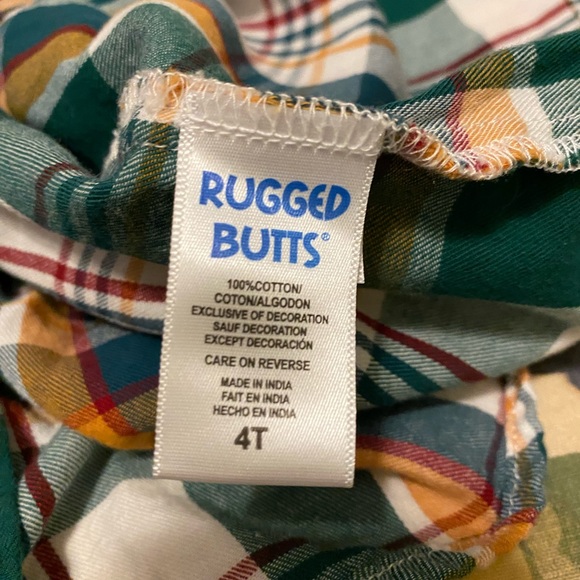 RUGGED
BUTTS®
100%COTTON/
COTON/ALGODON
EXCLUSIVE OF DECORATION
SAUF DECORATION
EXCEPT DECORACIÓN
CARE ON REVERSE
MADE IN INDIA
FAIT EN INDIA
HECHO EN INDIA
4T